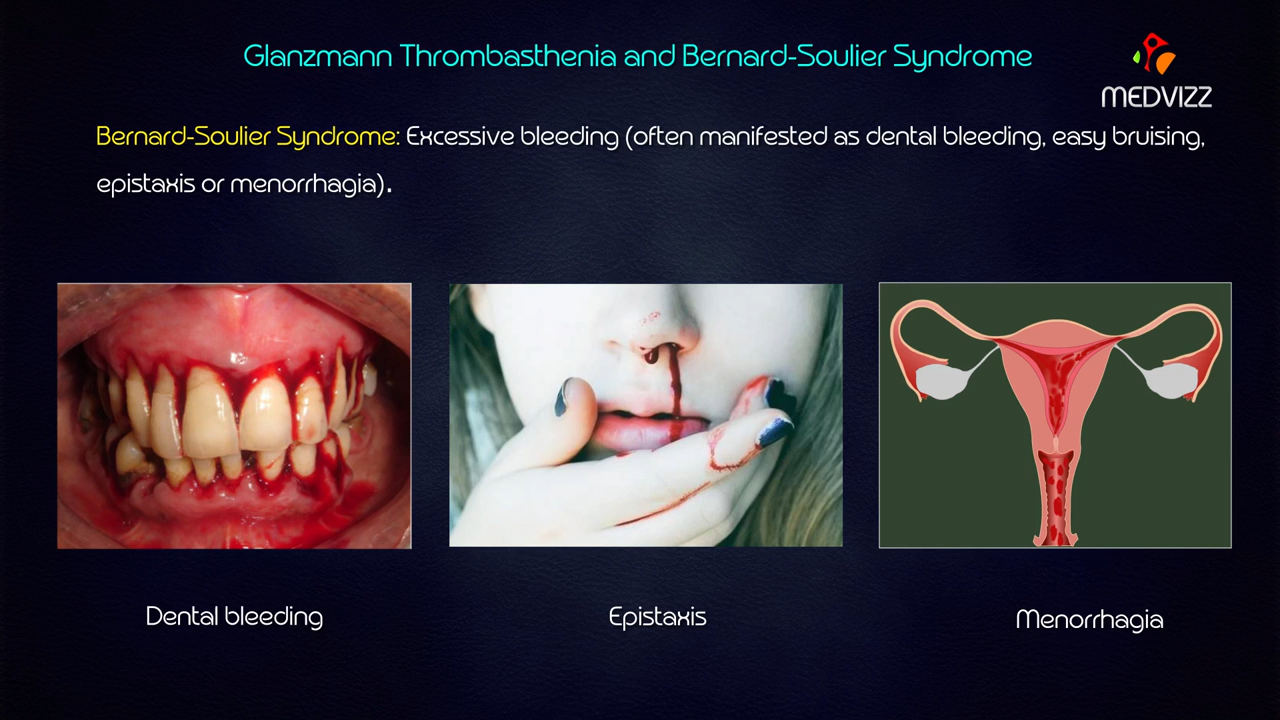 Glanzmann Thrombasthenia and Bernard-Soulier Syndrome
MEDVIZZ
Bernard-Soulier Syndrome: Excessive bleeding (often manifested as dental bleeding, easy bruising,
epistaxis or menorrhagia).
Dental bleeding
Epistaxis
Menorrhagia